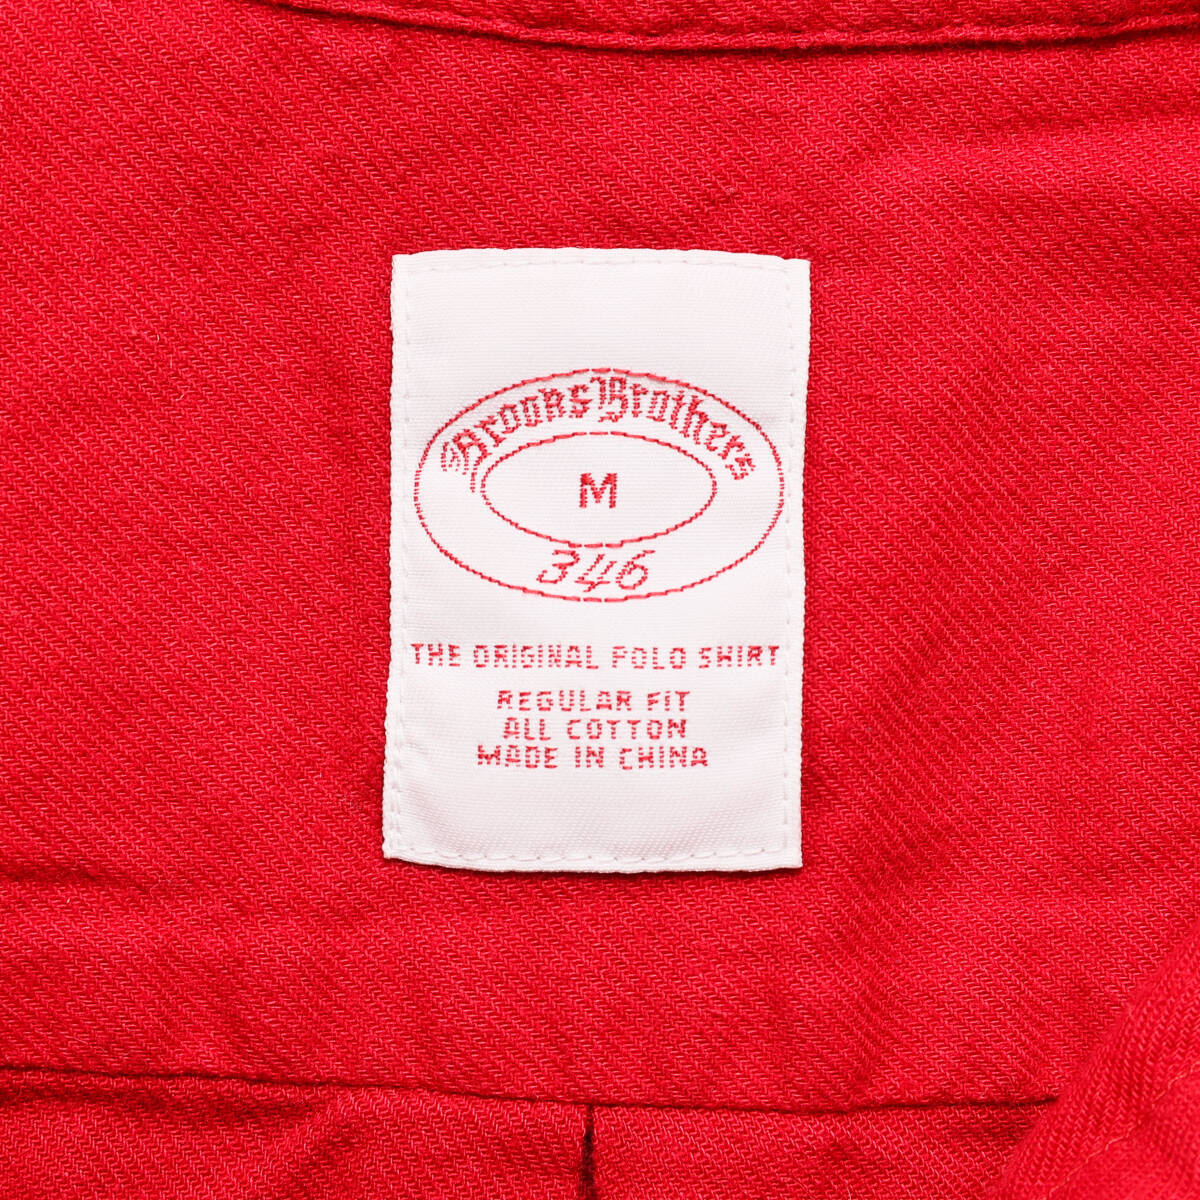 Brooks Brothers
M
346
THE ORIGINAL POLO SHIRT
REGULAR FIT
ALL COTTON
MADE IN CHINA